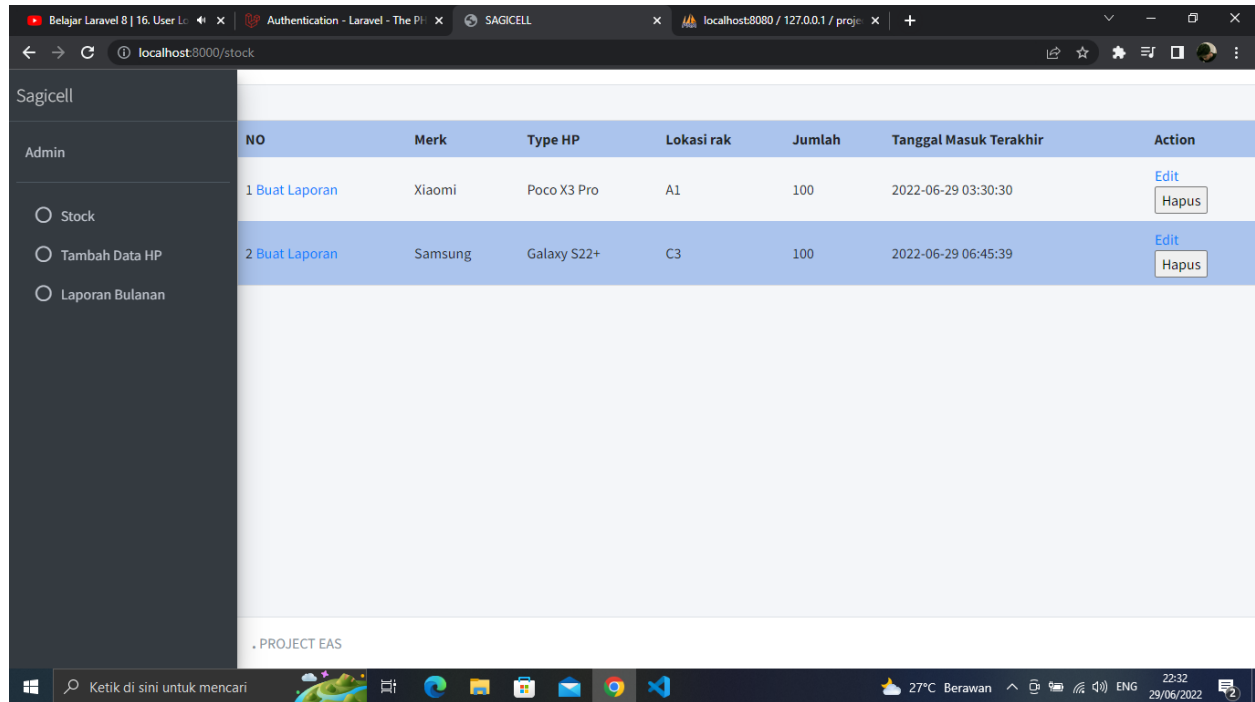 Belajar Laravel 8 | 16. User Lo
Authentication - Laravel - The PH
SAGICELL
localhost:8080 / 127.0.0.1 / proje
localhost:8000/stock
Sagicell
Admin
Stock
Tambah Data HP
Laporan Bulanan
NO Merk Type HP Lokasi rak Jumlah Tanggal Masuk Terakhir Action
1 Buat Laporan Xiaomi Poco X3 Pro A1 100 2022-06-29 03:30:30 Edit
Hapus
2 Buat Laporan Samsung Galaxy S22+ C3 100 2022-06-29 06:45:39 Edit
Hapus
. PROJECT EAS
Ketik di sini untuk mencari
27°C Berawan
ENG
22:32
29/06/2022
2